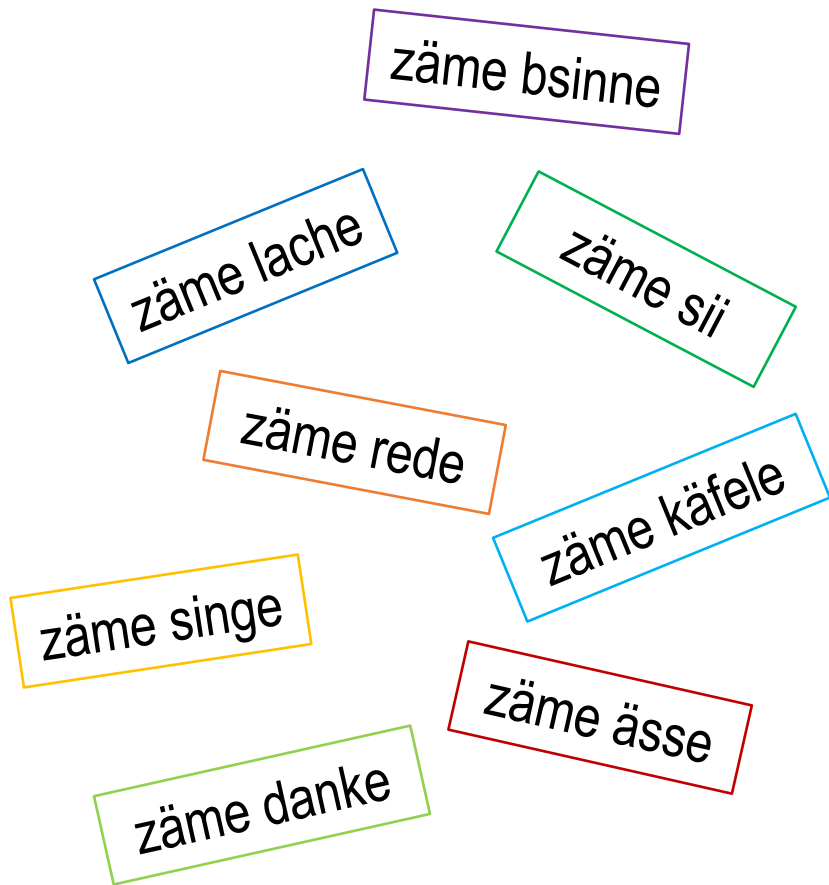 zäme bsinne
zäme lache
zäme sii
zäme rede
zäme käfele
zäme singe
zäme ässe
zäme danke